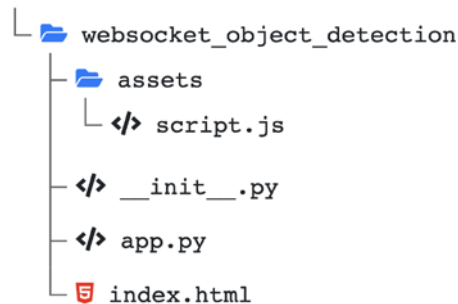 websocket_object_detection
assets
script.js
__init__.py
app.py
index.html